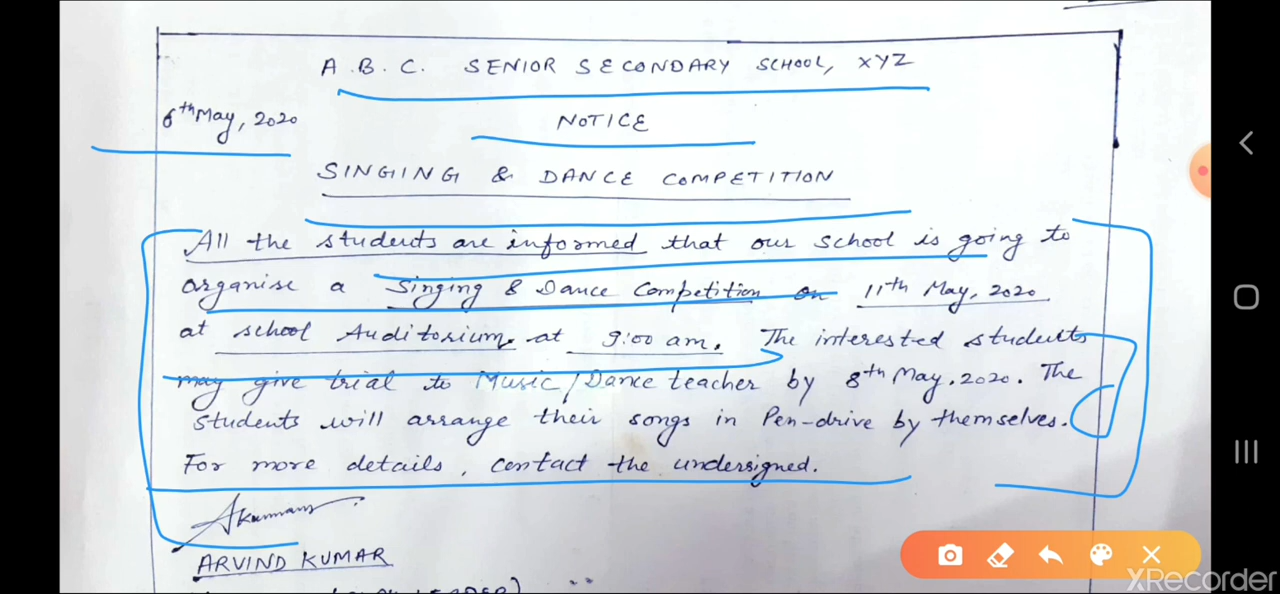 A.B.C. SENIOR SECONDARY SCHOOL, XYZ
6th May, 2020
NOTICE
SINGING & DANCE COMPETITION
All the students are informed that our school is going to
organise a Singing & Dance Competition on 11th May, 2020
at school Auditorium at 9:00 am. The interested students
may give trial to Music/Dance teacher by 8th May, 2020. The
students will arrange their songs in Pen-drive by themselves.
For more details, contact the undersigned.
Akumar
ARVIND KUMAR
XRecorder